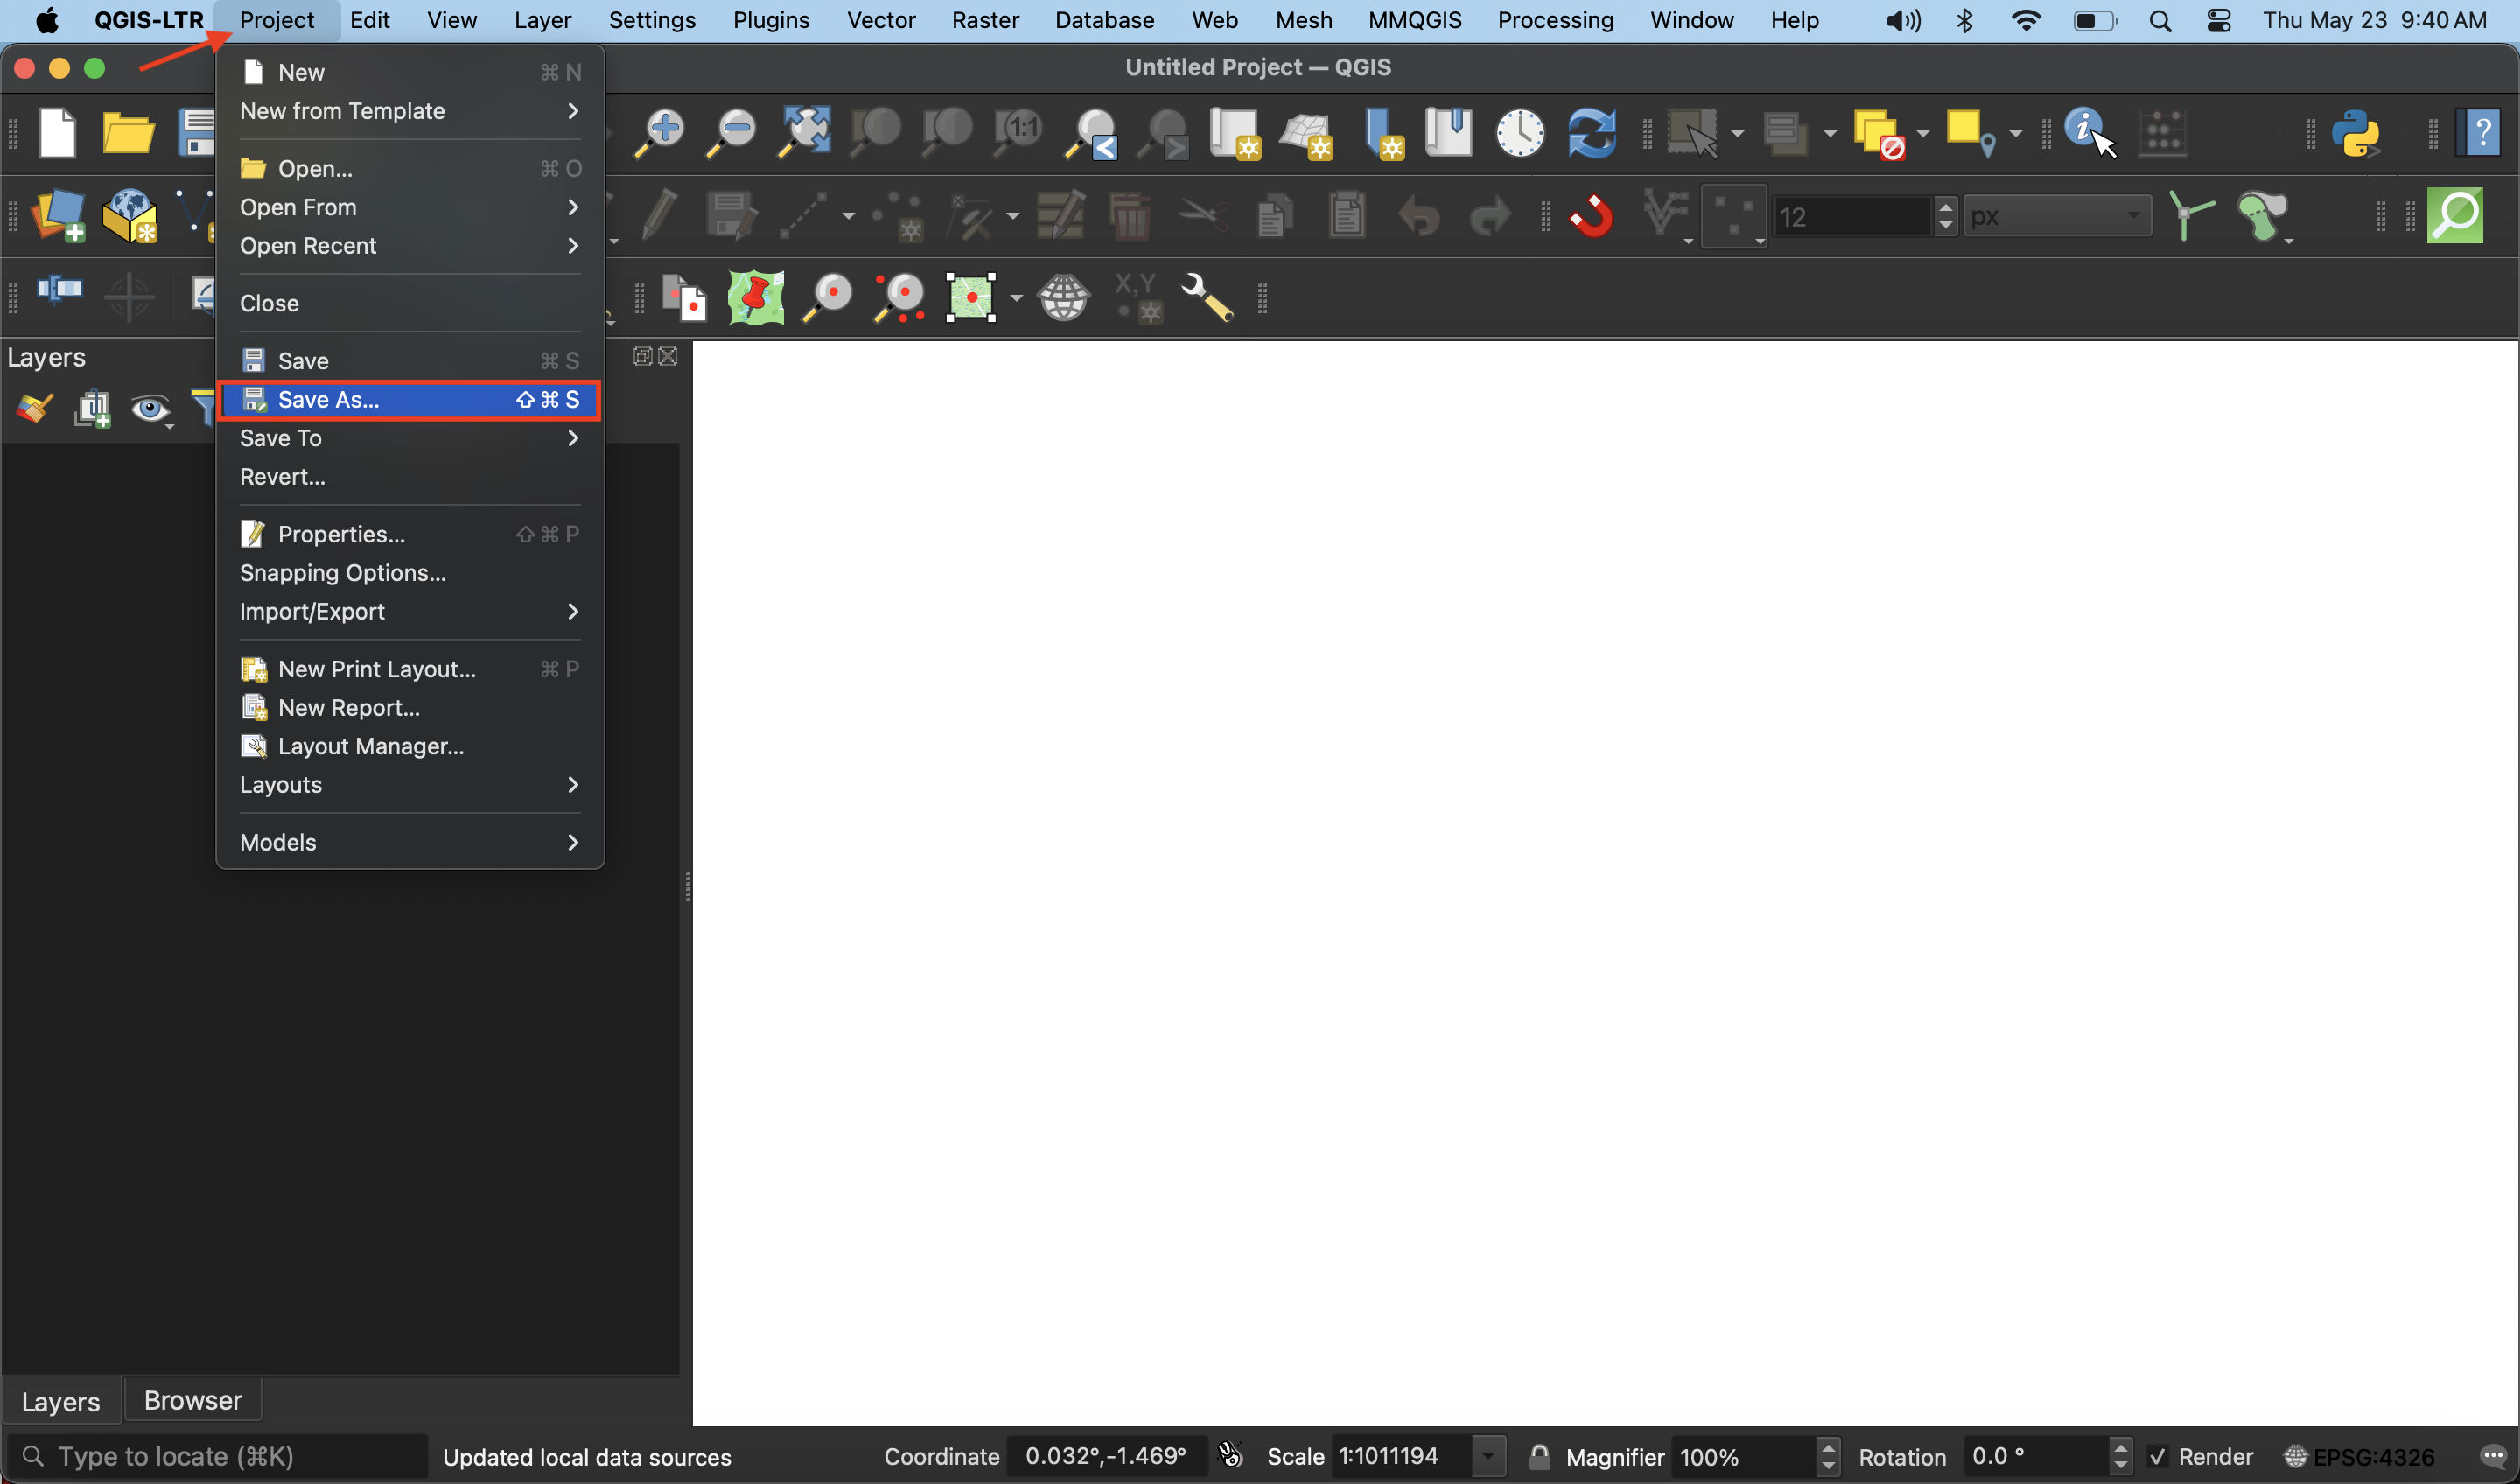 QGIS-LTR Project Edit View Layer Settings Plugins Vector Raster Database Web Mesh MMQGIS Processing Window Help Thu May 23 9:40 AM
Untitled Project — QGIS
New ⌘ N
New from Template
Open... ⌘ O
Open From
Open Recent
Close
Save ⌘ S
Save As... ⇧ ⌘ S
Save To
Revert...
Properties... ⇧ ⌘ P
Snapping Options...
Import/Export
New Print Layout... ⌘ P
New Report...
Layout Manager...
Layouts
Models
1:1
12 px
X,Y
Layers
Layers Browser
Type to locate (⌘K) Updated local data sources Coordinate 0.032°,-1.469° Scale 1:1011194 Magnifier 100% Rotation 0.0 ° Render EPSG:4326